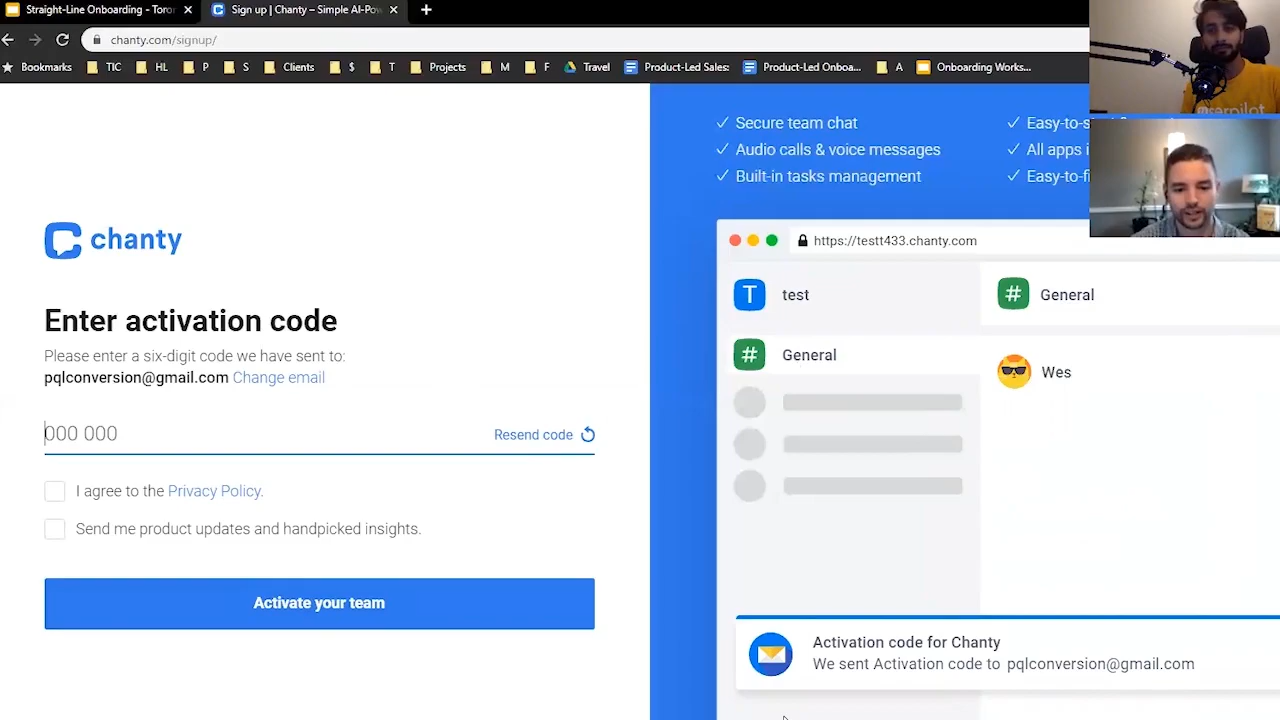 Straight-Line Onboarding - Toro
Sign up | Chanty – Simple AI-Pow
chanty.com/signup/
Bookmarks TIC HL P S Clients $ T Projects M F Travel Product-Led Sales: Product-Led Onboa... A Onboarding Works...
✓ Secure team chat
✓ Audio calls & voice messages
✓ Built-in tasks management
✓ Easy-to-s
✓ All apps i
✓ Easy-to-fi
chanty
Enter activation code
Please enter a six-digit code we have sent to:
pqlconversion@gmail.com Change email
000 000
Resend code
I agree to the Privacy Policy.
Send me product updates and handpicked insights.
Activate your team
https://testt433.chanty.com
T test
# General
# General
Wes
Activation code for Chanty
We sent Activation code to pqlconversion@gmail.com